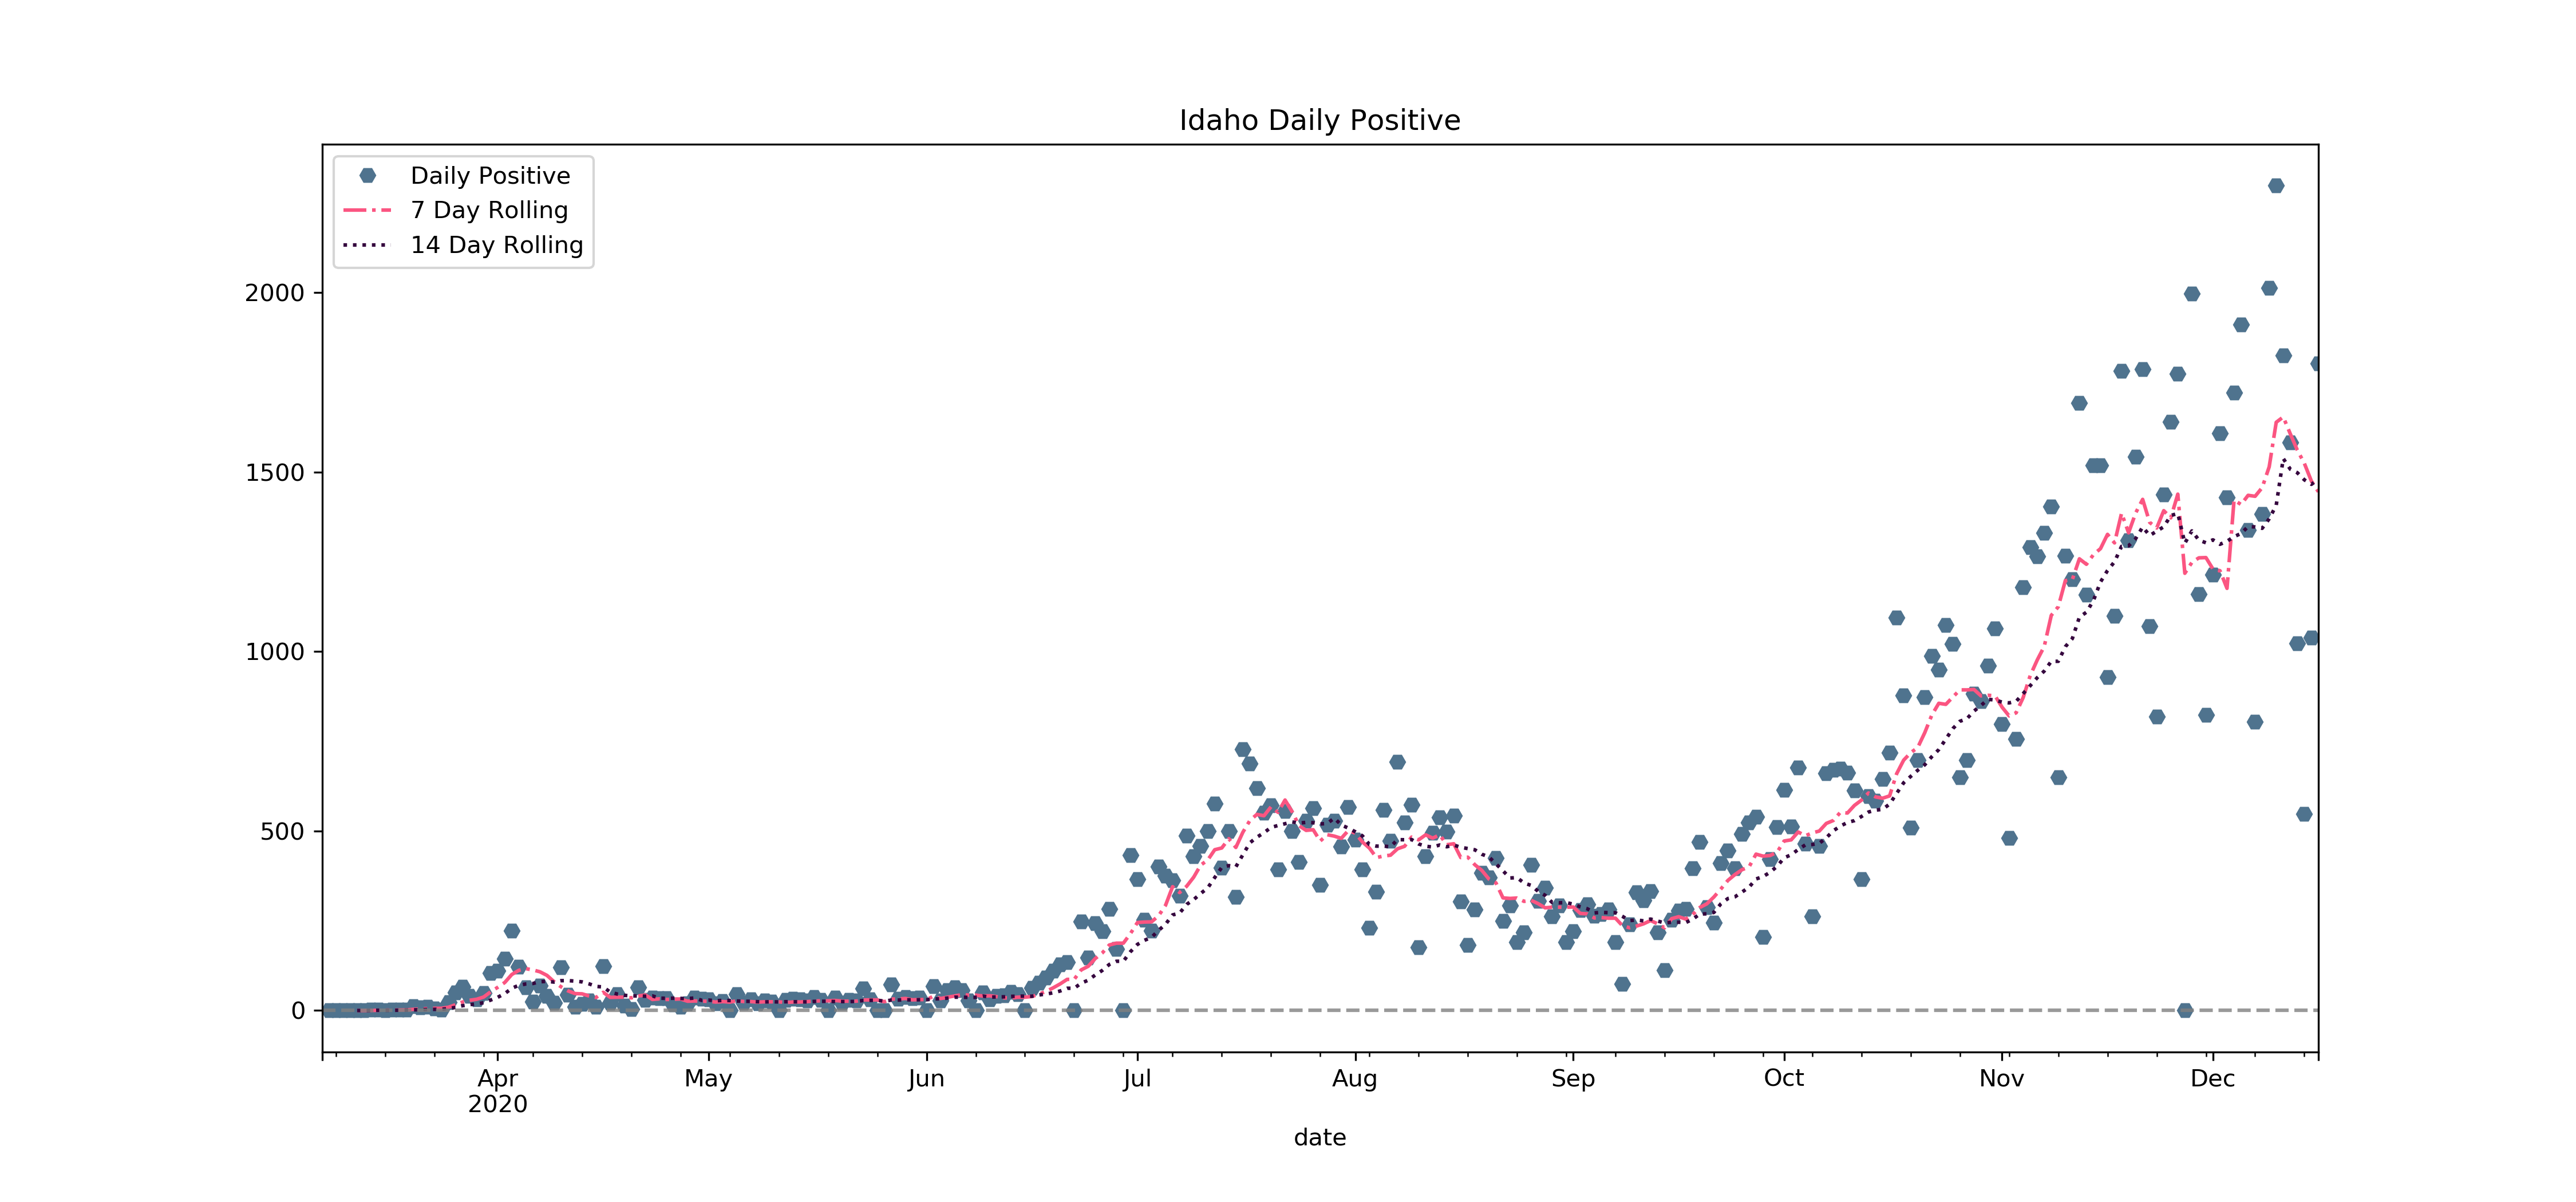 Idaho Daily Positive
Daily Positive
7 Day Rolling
14 Day Rolling
2000
1500
1000
500
0
Apr May Jun Jul Aug Sep Oct Nov Dec
2020
date